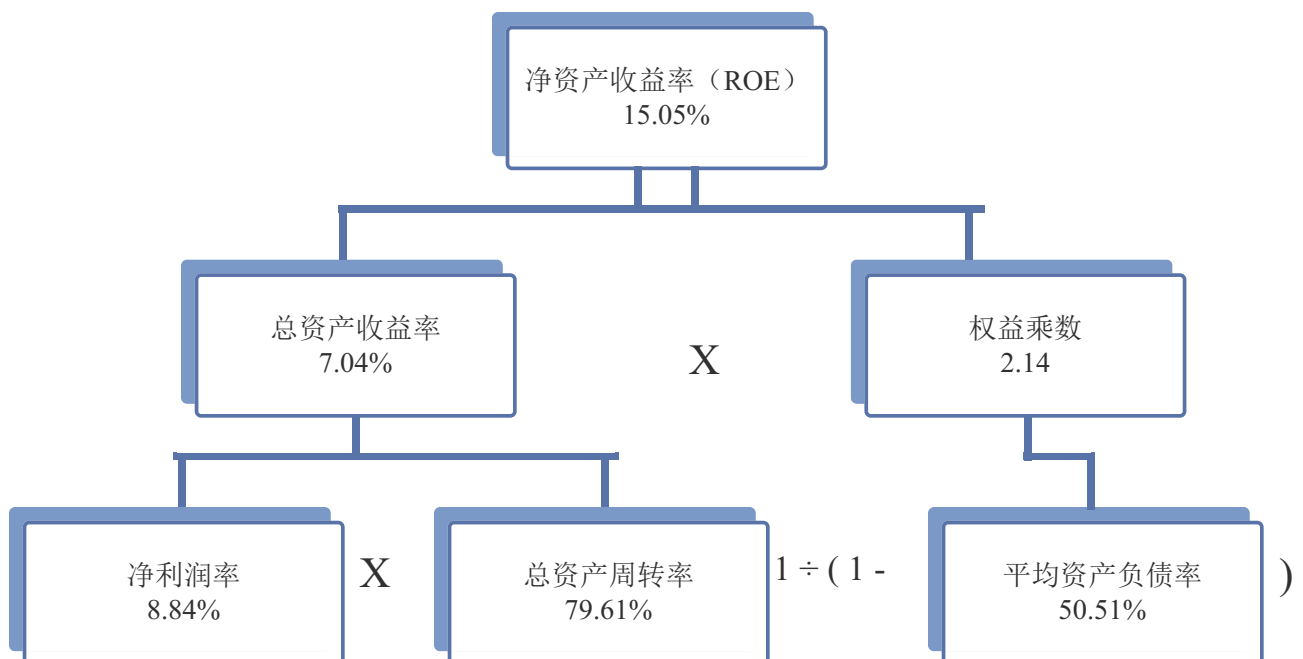 净资产收益率（ROE）
15.05%
总资产收益率
7.04%
X
权益乘数
2.14
净利润率
8.84%
X
总资产周转率
79.61%
1 ÷ ( 1 -
平均资产负债率
50.51%
)